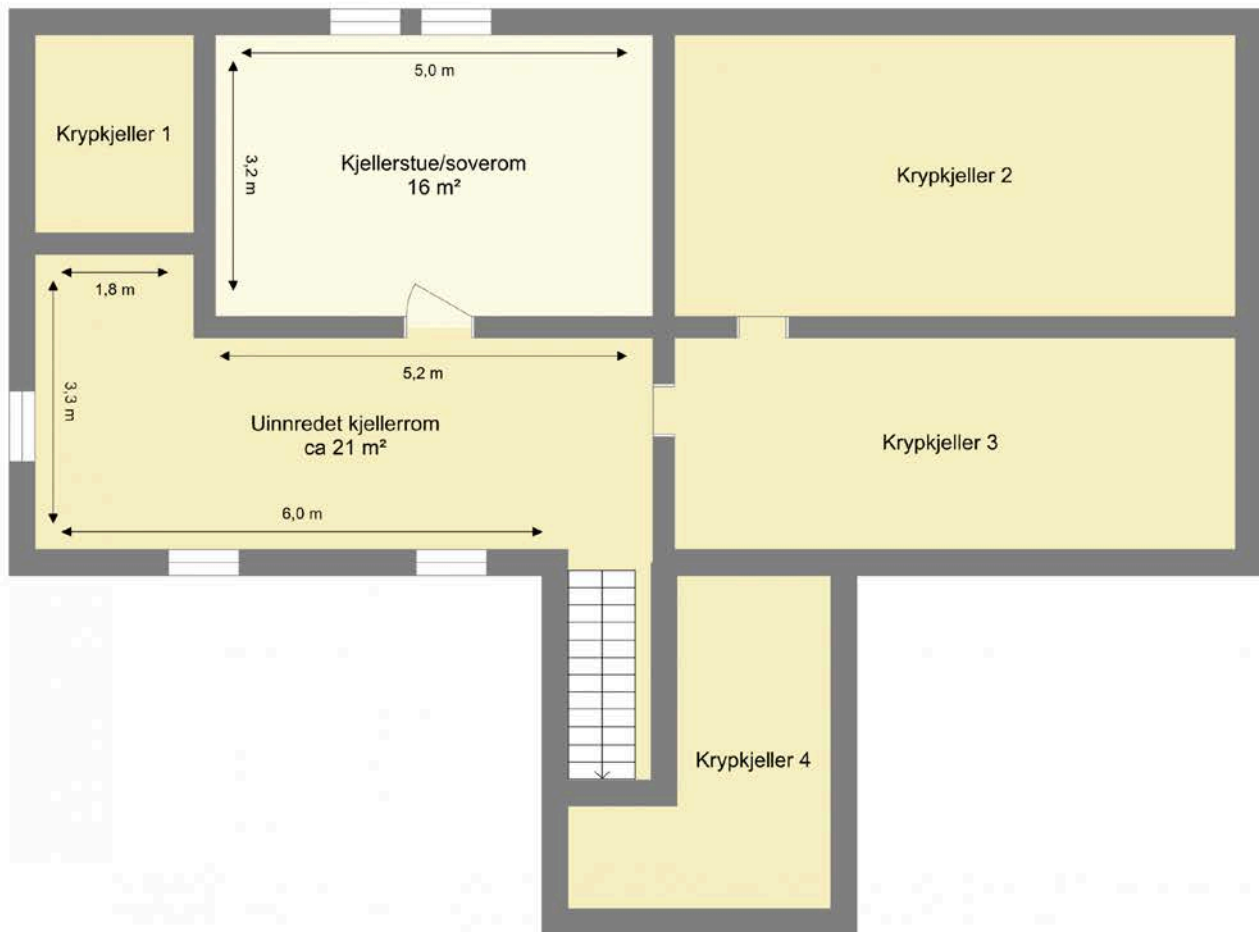 5,0 m
Krypkjeller 1
3,2 m
Kjellerstue/soverom
16 m²
Krypkjeller 2
1,8 m
5,2 m
3,3 m
Uinnredet kjellerrom
ca 21 m²
Krypkjeller 3
6,0 m
Krypkjeller 4